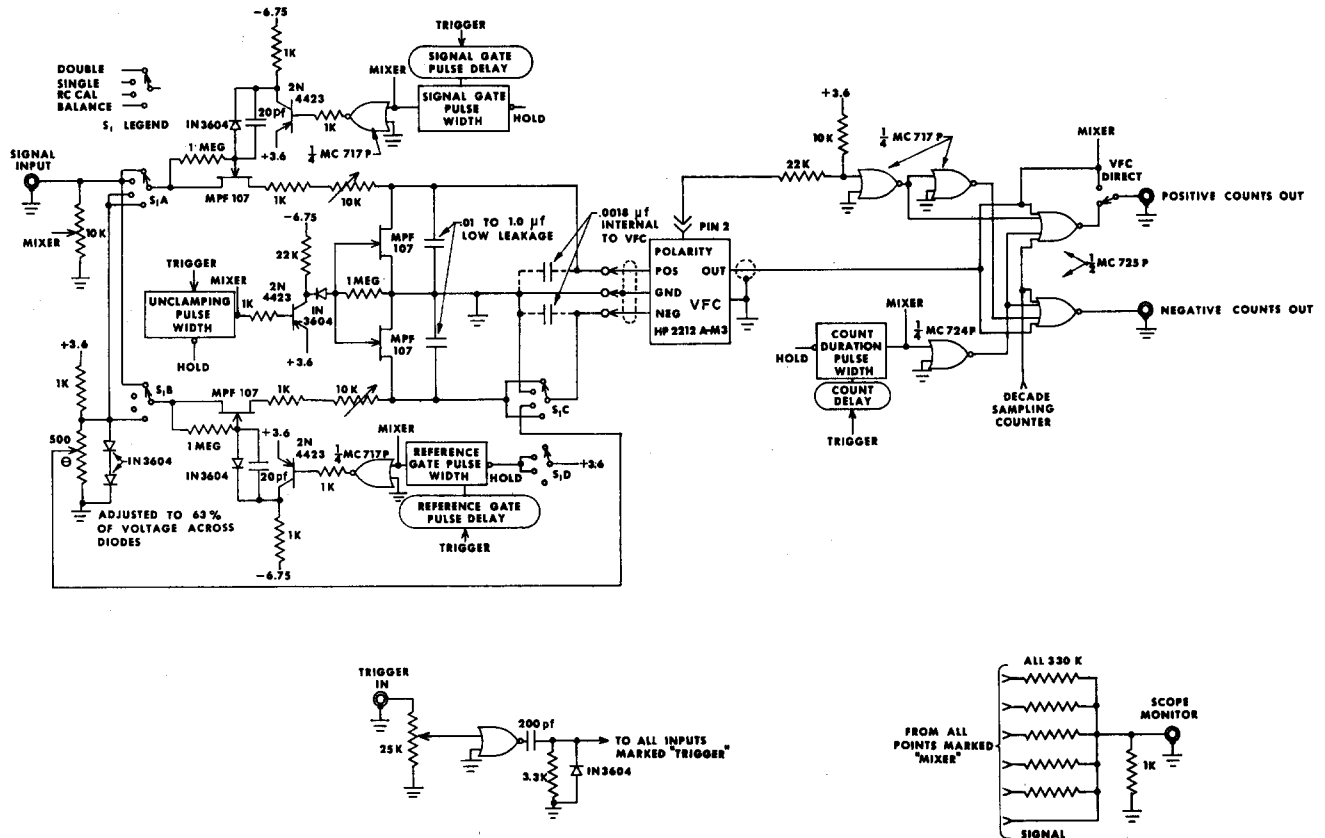 -6.75
1K
DOUBLE
SINGLE
RC CAL
BALANCE
S₁ LEGEND
IN3604
20pf
2N
4423
+3.6
1K
1/4 MC 717P
MIXER
TRIGGER
SIGNAL GATE
PULSE DELAY
SIGNAL GATE
PULSE
WIDTH
HOLD
SIGNAL
INPUT
1 MEG
S₁A
MPF 107
1K
10K
MIXER
10K
-6.75
22K
MPF
107
.01 TO 1.0 µf
LOW LEAKAGE
.0018 µf
INTERNAL
TO VFC
TRIGGER
UNCLAMPING
PULSE
WIDTH
HOLD
MIXER
1K
2N
4423
IN
3604
+3.6
1MEG
MPF
107
PIN 2
POLARITY
POS
OUT
GND
VFC
NEG
HP 2212 A-M3
+3.6
10K
22K
1/4 MC 717 P
MIXER
VFC
DIRECT
POSITIVE COUNTS OUT
1/2 MC 725 P
NEGATIVE COUNTS OUT
MIXER
1/4 MC 724P
HOLD
COUNT
DURATION
PULSE
WIDTH
COUNT
DELAY
TRIGGER
DECADE
SAMPLING
COUNTER
+3.6
1K
500
Θ
IN3604
ADJUSTED TO 63%
OF VOLTAGE ACROSS
DIODES
S₁B
MPF 107
1K
10K
S₁C
1 MEG
IN3604
20pf
+3.6
2N
4423
1K
1/4 MC 717P
MIXER
REFERENCE
GATE PULSE
WIDTH
HOLD
S₁D
+3.6
REFERENCE GATE
PULSE DELAY
TRIGGER
1K
-6.75
TRIGGER
IN
25K
200 pf
3.3K
IN3604
TO ALL INPUTS
MARKED "TRIGGER"
ALL 330 K
FROM ALL
POINTS MARKED
"MIXER"
SIGNAL
1K
SCOPE
MONITOR